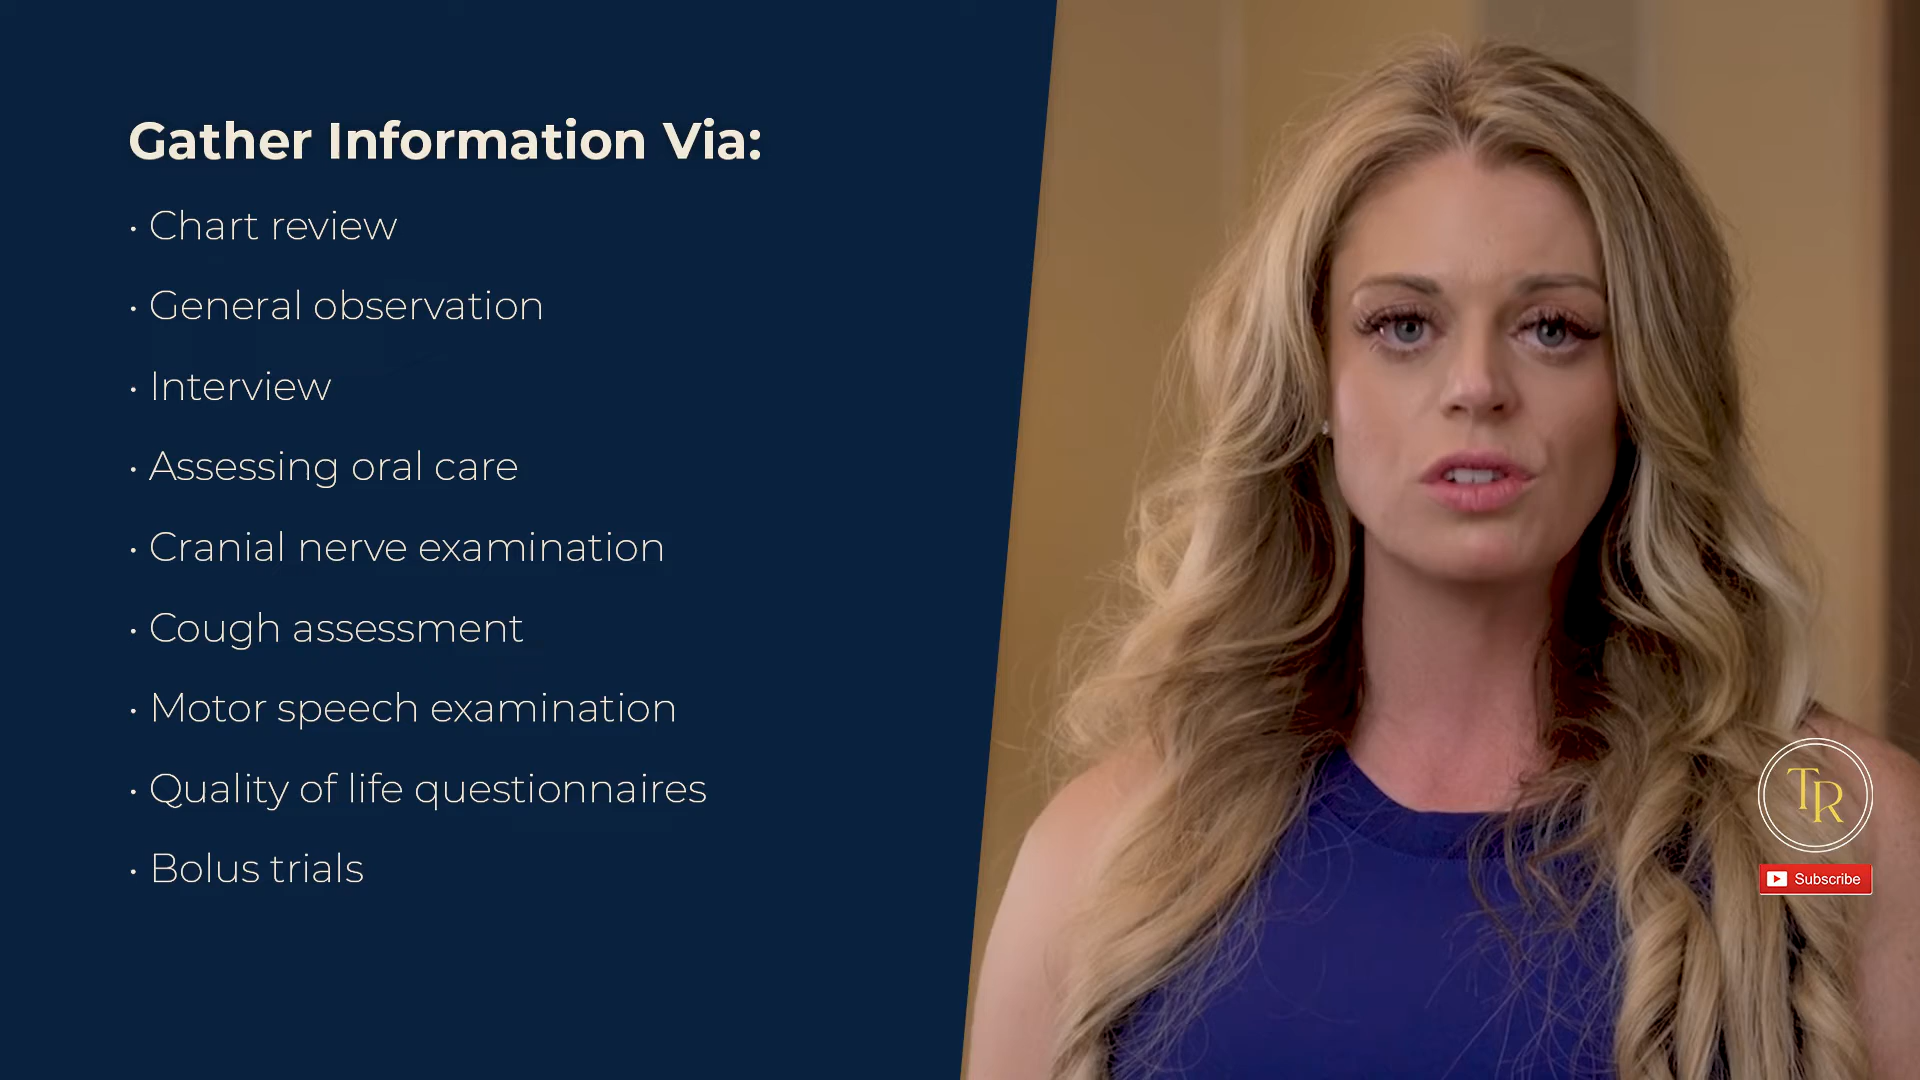 Gather Information Via:
• Chart review
• General observation
• Interview
• Assessing oral care
• Cranial nerve examination
• Cough assessment
• Motor speech examination
• Quality of life questionnaires
• Bolus trials
TR
Subscribe